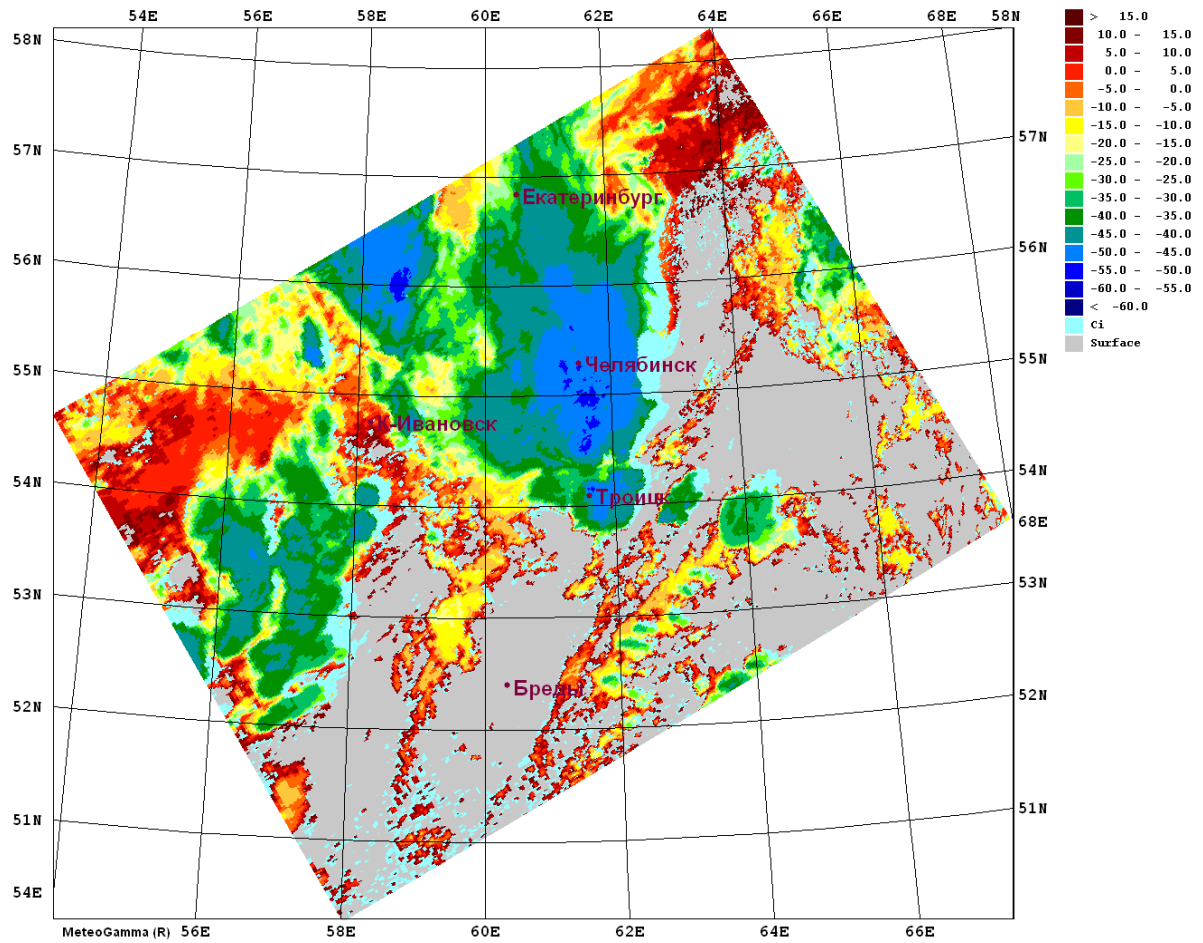 54E 56E 58E 60E 62E 64E 66E 68E 58N
58N
> 15.0
10.0 - 15.0
5.0 - 10.0
0.0 - 5.0
-5.0 - 0.0
-10.0 - -5.0
-15.0 - -10.0
-20.0 - -15.0
-25.0 - -20.0
-30.0 - -25.0
-35.0 - -30.0
-40.0 - -35.0
-45.0 - -40.0
-50.0 - -45.0
-55.0 - -50.0
-60.0 - -55.0
< -60.0
Ci
Surface
57N
57N
Екатеринбург
56N
56N
55N
55N
Челябинск
К-Ивановск
54N
54N
Троицк
68E
53N
53N
Бреды
52N
52N
51N
51N
54E
MeteoGamma (R) 56E 58E 60E 62E 64E 66E